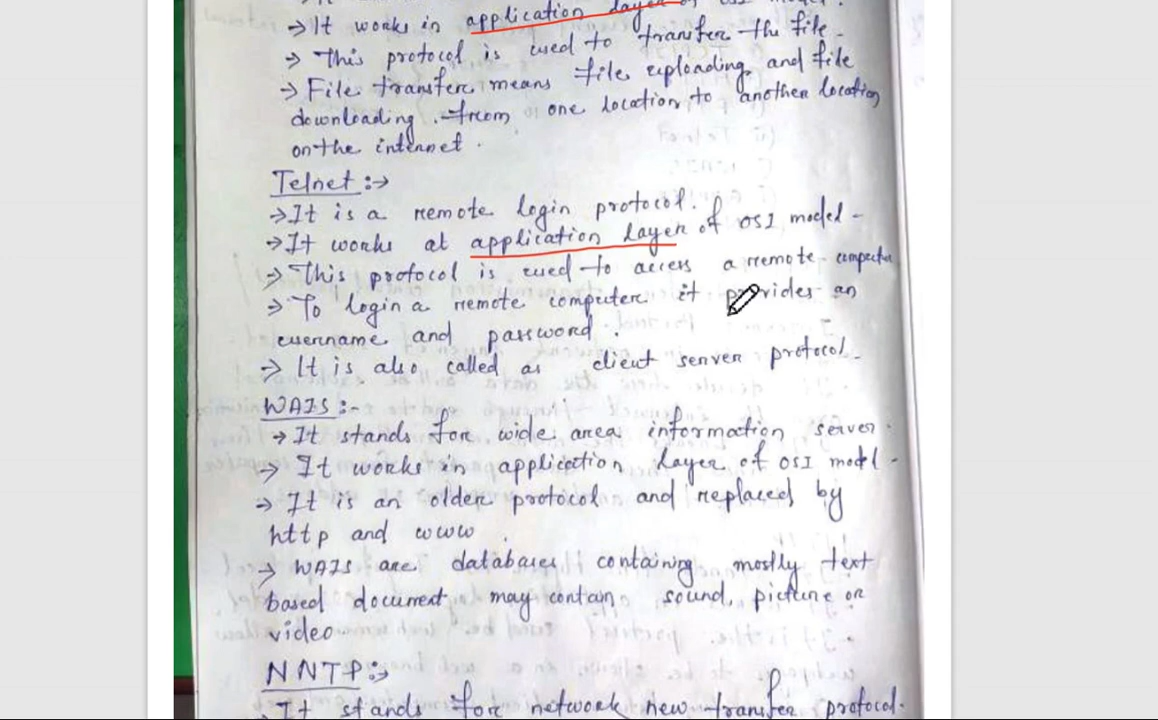 → It works in application layer of OSI model.
→ This protocol is used to transfer the file.
→ File transfer means file uploading and file
downloading from one location to another location
on the internet.
Telnet :→
→ It is a remote login protocol.
→ It works at application layer of OSI model -
→ This protocol is used to access a remote computer
→ To login a remote computer it provides an
username and password.
→ It is also called as client server protocol.
WAIS :-
→ It stands for wide area information server.
→ It works in application layer of OSI model -
→ It is an older protocol and replaced by
http and www.
→ WAIS are databases containing mostly text
based document may contain sound, picture or
video
NNTP :→
. It stands for network new transfer protocol.